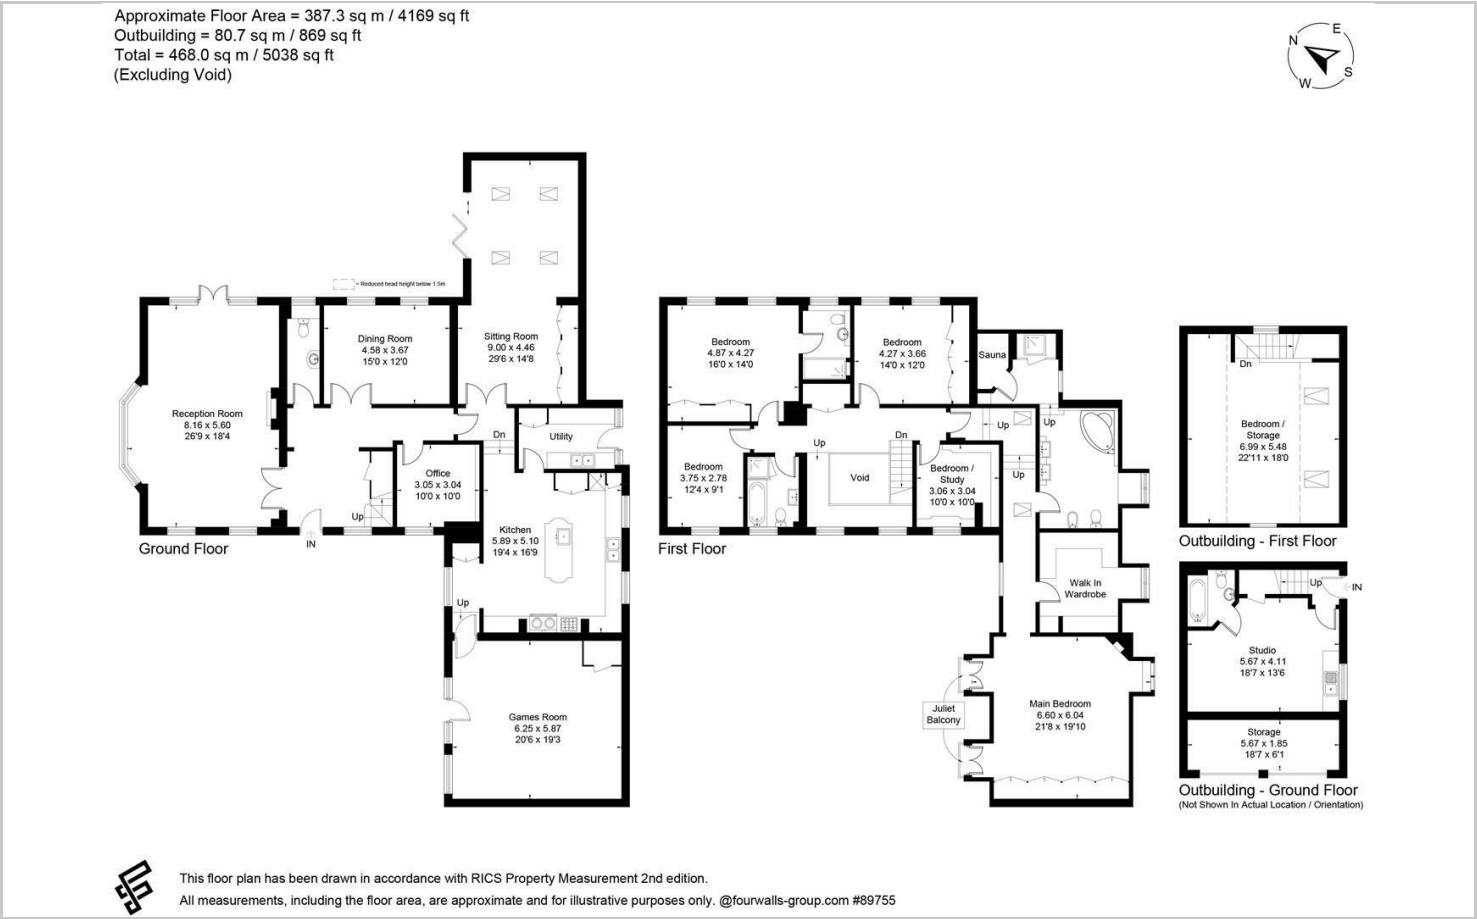 Approximate Floor Area = 387.3 sq m / 4169 sq ft
Outbuilding = 80.7 sq m / 869 sq ft
Total = 468.0 sq m / 5038 sq ft
(Excluding Void)
N
E
S
W
= Reduced head height below 1.5m
Dining Room
4.58 x 3.67
15'0 x 12'0
Sitting Room
9.00 x 4.46
29'6 x 14'8
Reception Room
8.16 x 5.60
26'9 x 18'4
Dn
Utility
Office
3.05 x 3.04
10'0 x 10'0
Up
IN
Kitchen
5.89 x 5.10
19'4 x 16'9
Up
Games Room
6.25 x 5.87
20'6 x 19'3
Ground Floor
Bedroom
4.87 x 4.27
16'0 x 14'0
Bedroom
4.27 x 3.66
14'0 x 12'0
Sauna
Up
Up
Up
Dn
Up
Bedroom
3.75 x 2.78
12'4 x 9'1
Void
Bedroom /
Study
3.06 x 3.04
10'0 x 10'0
Walk In
Wardrobe
Juliet
Balcony
Main Bedroom
6.60 x 6.04
21'8 x 19'10
First Floor
Dn
Bedroom /
Storage
6.99 x 5.48
22'11 x 18'0
Outbuilding - First Floor
Up
IN
Studio
5.67 x 4.11
18'7 x 13'6
Storage
5.67 x 1.85
18'7 x 6'1
Outbuilding - Ground Floor
(Not Shown In Actual Location / Orientation)
This floor plan has been drawn in accordance with RICS Property Measurement 2nd edition.
All measurements, including the floor area, are approximate and for illustrative purposes only. @fourwalls-group.com #89755